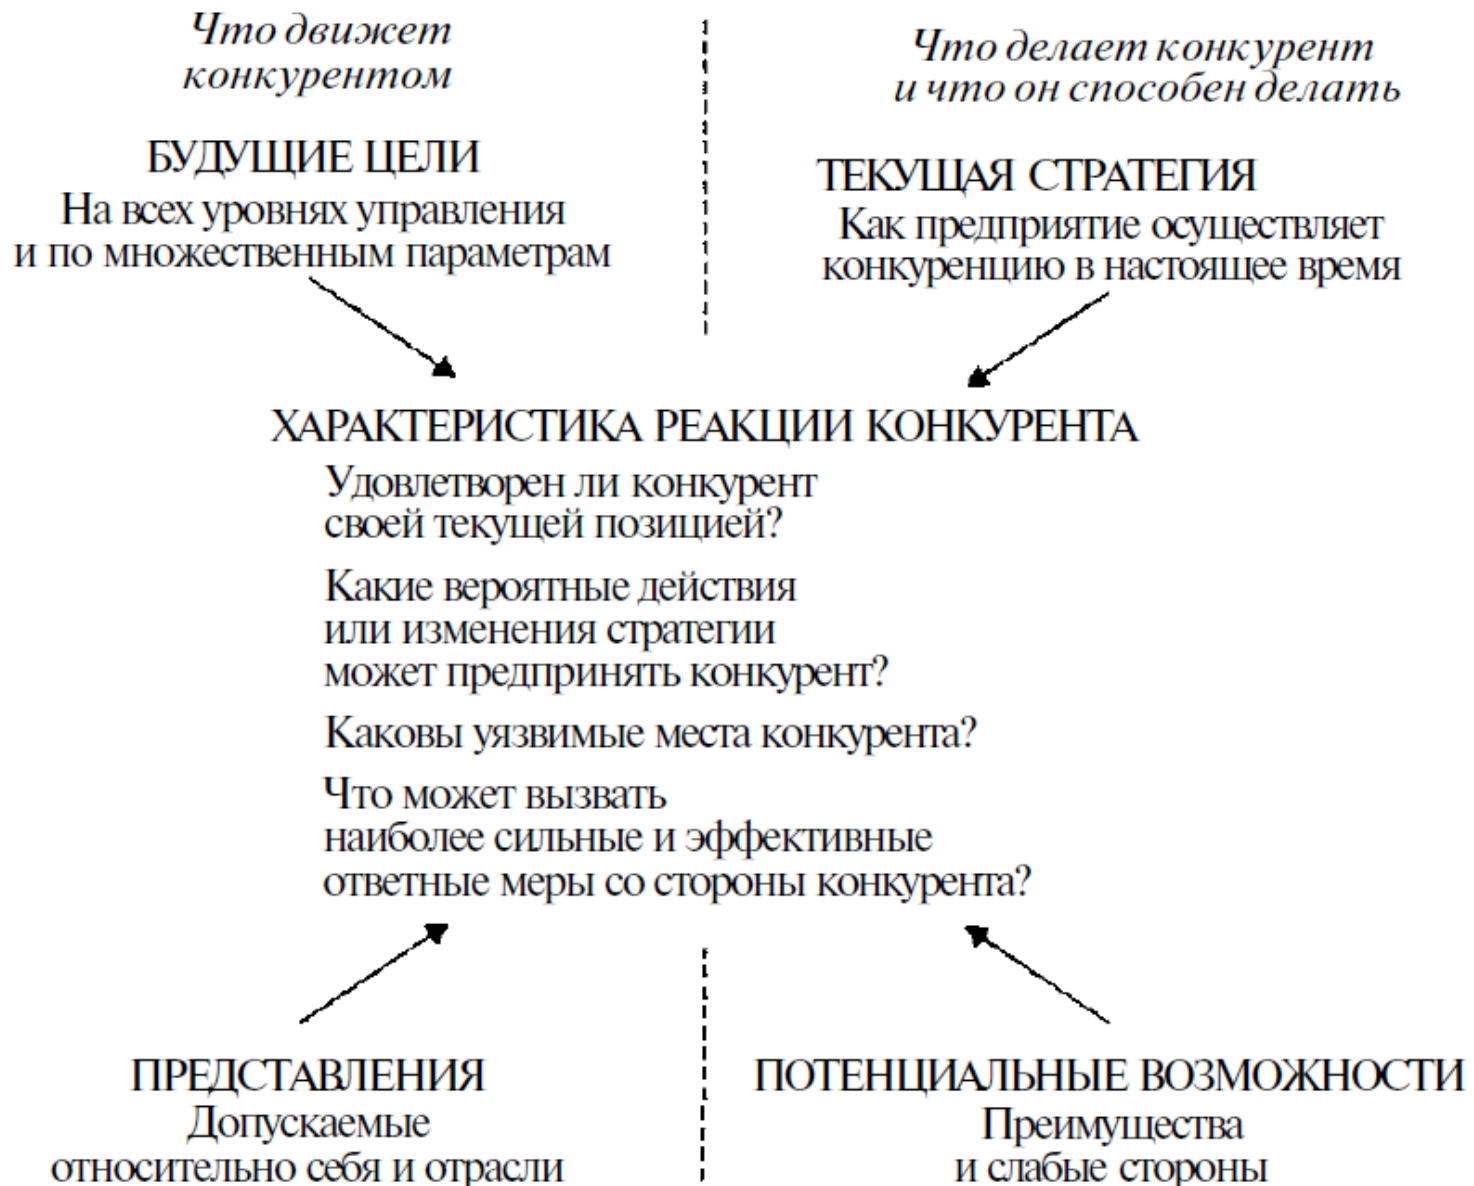 Что движет
конкурентом
Что делает конкурент
и что он способен делать
БУДУЩИЕ ЦЕЛИ
На всех уровнях управления
и по множественным параметрам
ТЕКУЩАЯ СТРАТЕГИЯ
Как предприятие осуществляет
конкуренцию в настоящее время
ХАРАКТЕРИСТИКА РЕАКЦИИ КОНКУРЕНТА
Удовлетворен ли конкурент
своей текущей позицией?
Какие вероятные действия
или изменения стратегии
может предпринять конкурент?
Каковы уязвимые места конкурента?
Что может вызвать
наиболее сильные и эффективные
ответные меры со стороны конкурента?
ПРЕДСТАВЛЕНИЯ
Допускаемые
относительно себя и отрасли
ПОТЕНЦИАЛЬНЫЕ ВОЗМОЖНОСТИ
Преимущества
и слабые стороны